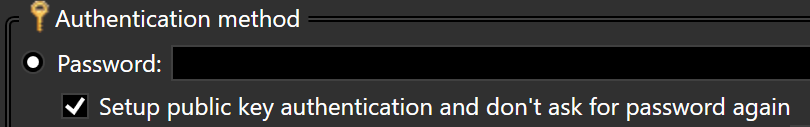 Authentication method
Password:
Setup public key authentication and don't ask for password again